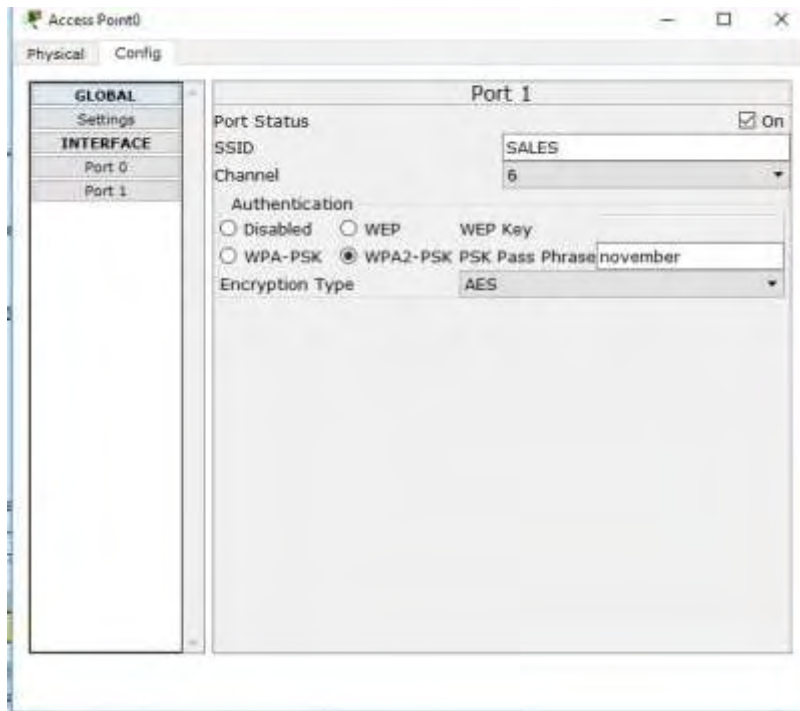 Access Point0
Physical Config
GLOBAL
Settings
INTERFACE
Port 0
Port 1
Port 1
Port Status On
SSID SALES
Channel 6
Authentication
Disabled WEP WEP Key
WPA-PSK WPA2-PSK PSK Pass Phrase november
Encryption Type AES